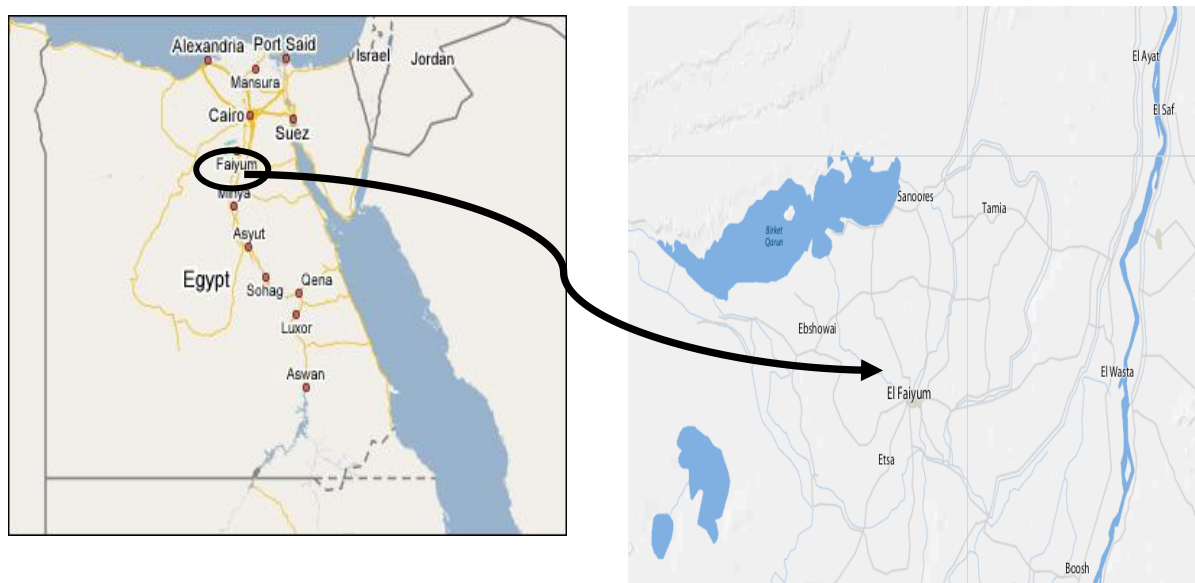 Alexandria
Port Said
Israel
Jordan
Mansura
Cairo
Suez
Faiyum
Minya
Asyut
Egypt
Sohag
Qena
Luxor
Aswan
El Ayat
El Saf
Sanoores
Tamia
Birket
Qarun
Ebshowai
El Wasta
El Faiyum
Etsa
Boosh